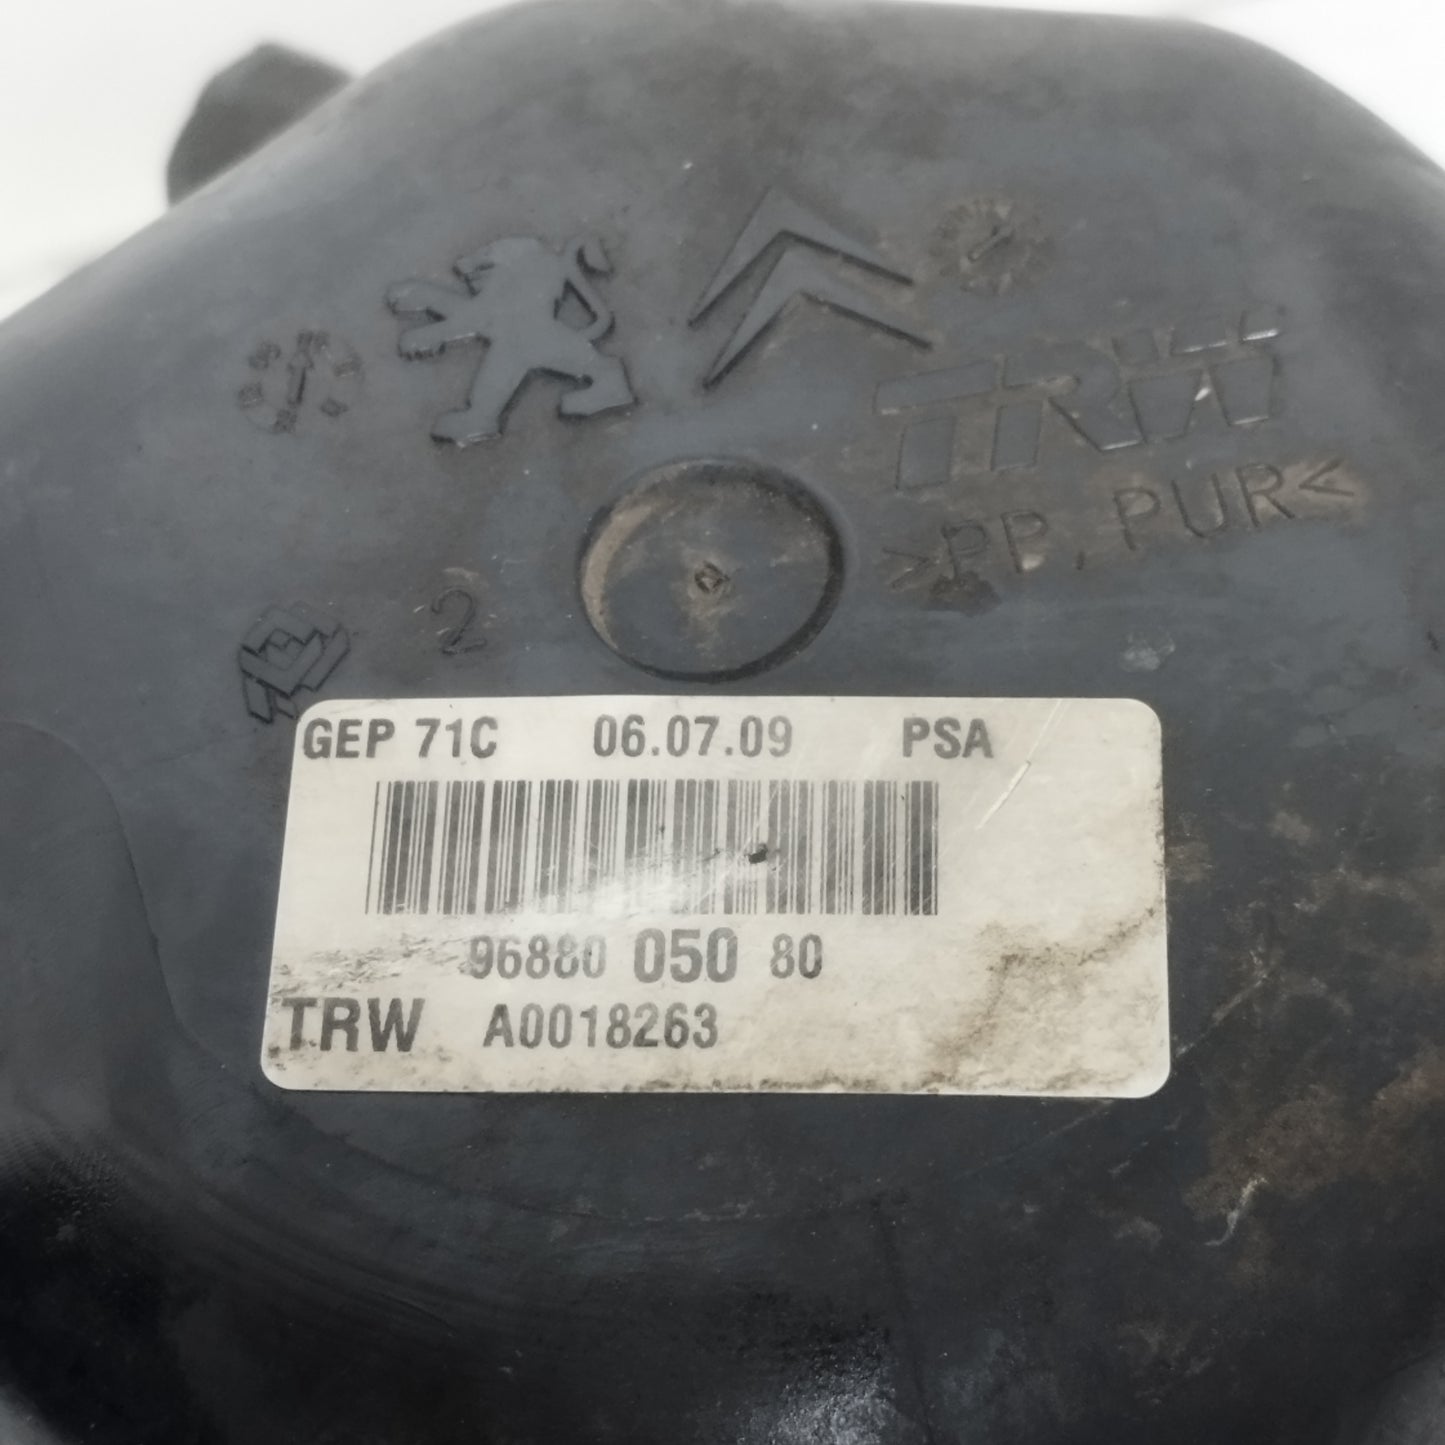 TRW
>PP, PUR<
2
GEP 71C 06.07.09 PSA
96880 050 80
TRW A0018263